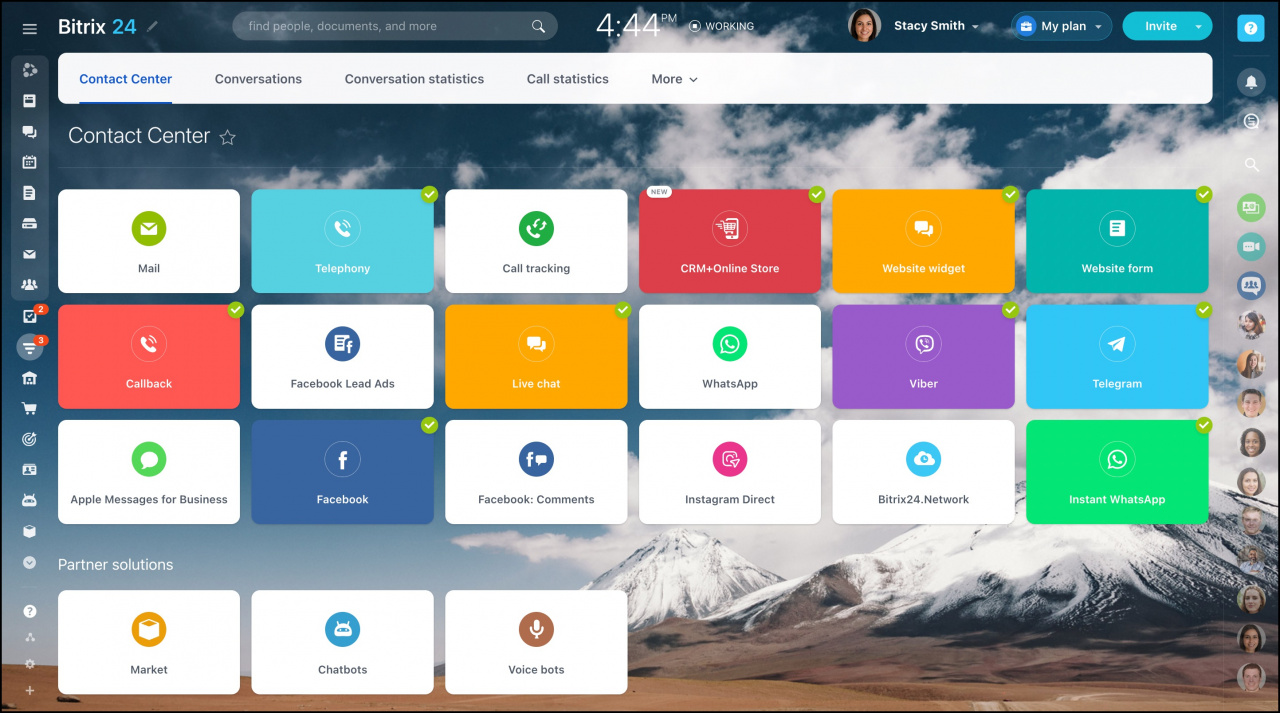 Bitrix 24
find people, documents, and more
4:44 PM
WORKING
Stacy Smith
My plan
Invite
?
Contact Center
Conversations
Conversation statistics
Call statistics
More
Contact Center
Mail
Telephony
Call tracking
NEW
CRM+Online Store
Website widget
Website form
2
3
Callback
Facebook Lead Ads
Live chat
WhatsApp
Viber
Telegram
Apple Messages for Business
Facebook
Facebook: Comments
Instagram Direct
Bitrix24.Network
Instant WhatsApp
Partner solutions
?
Market
Chatbots
Voice bots